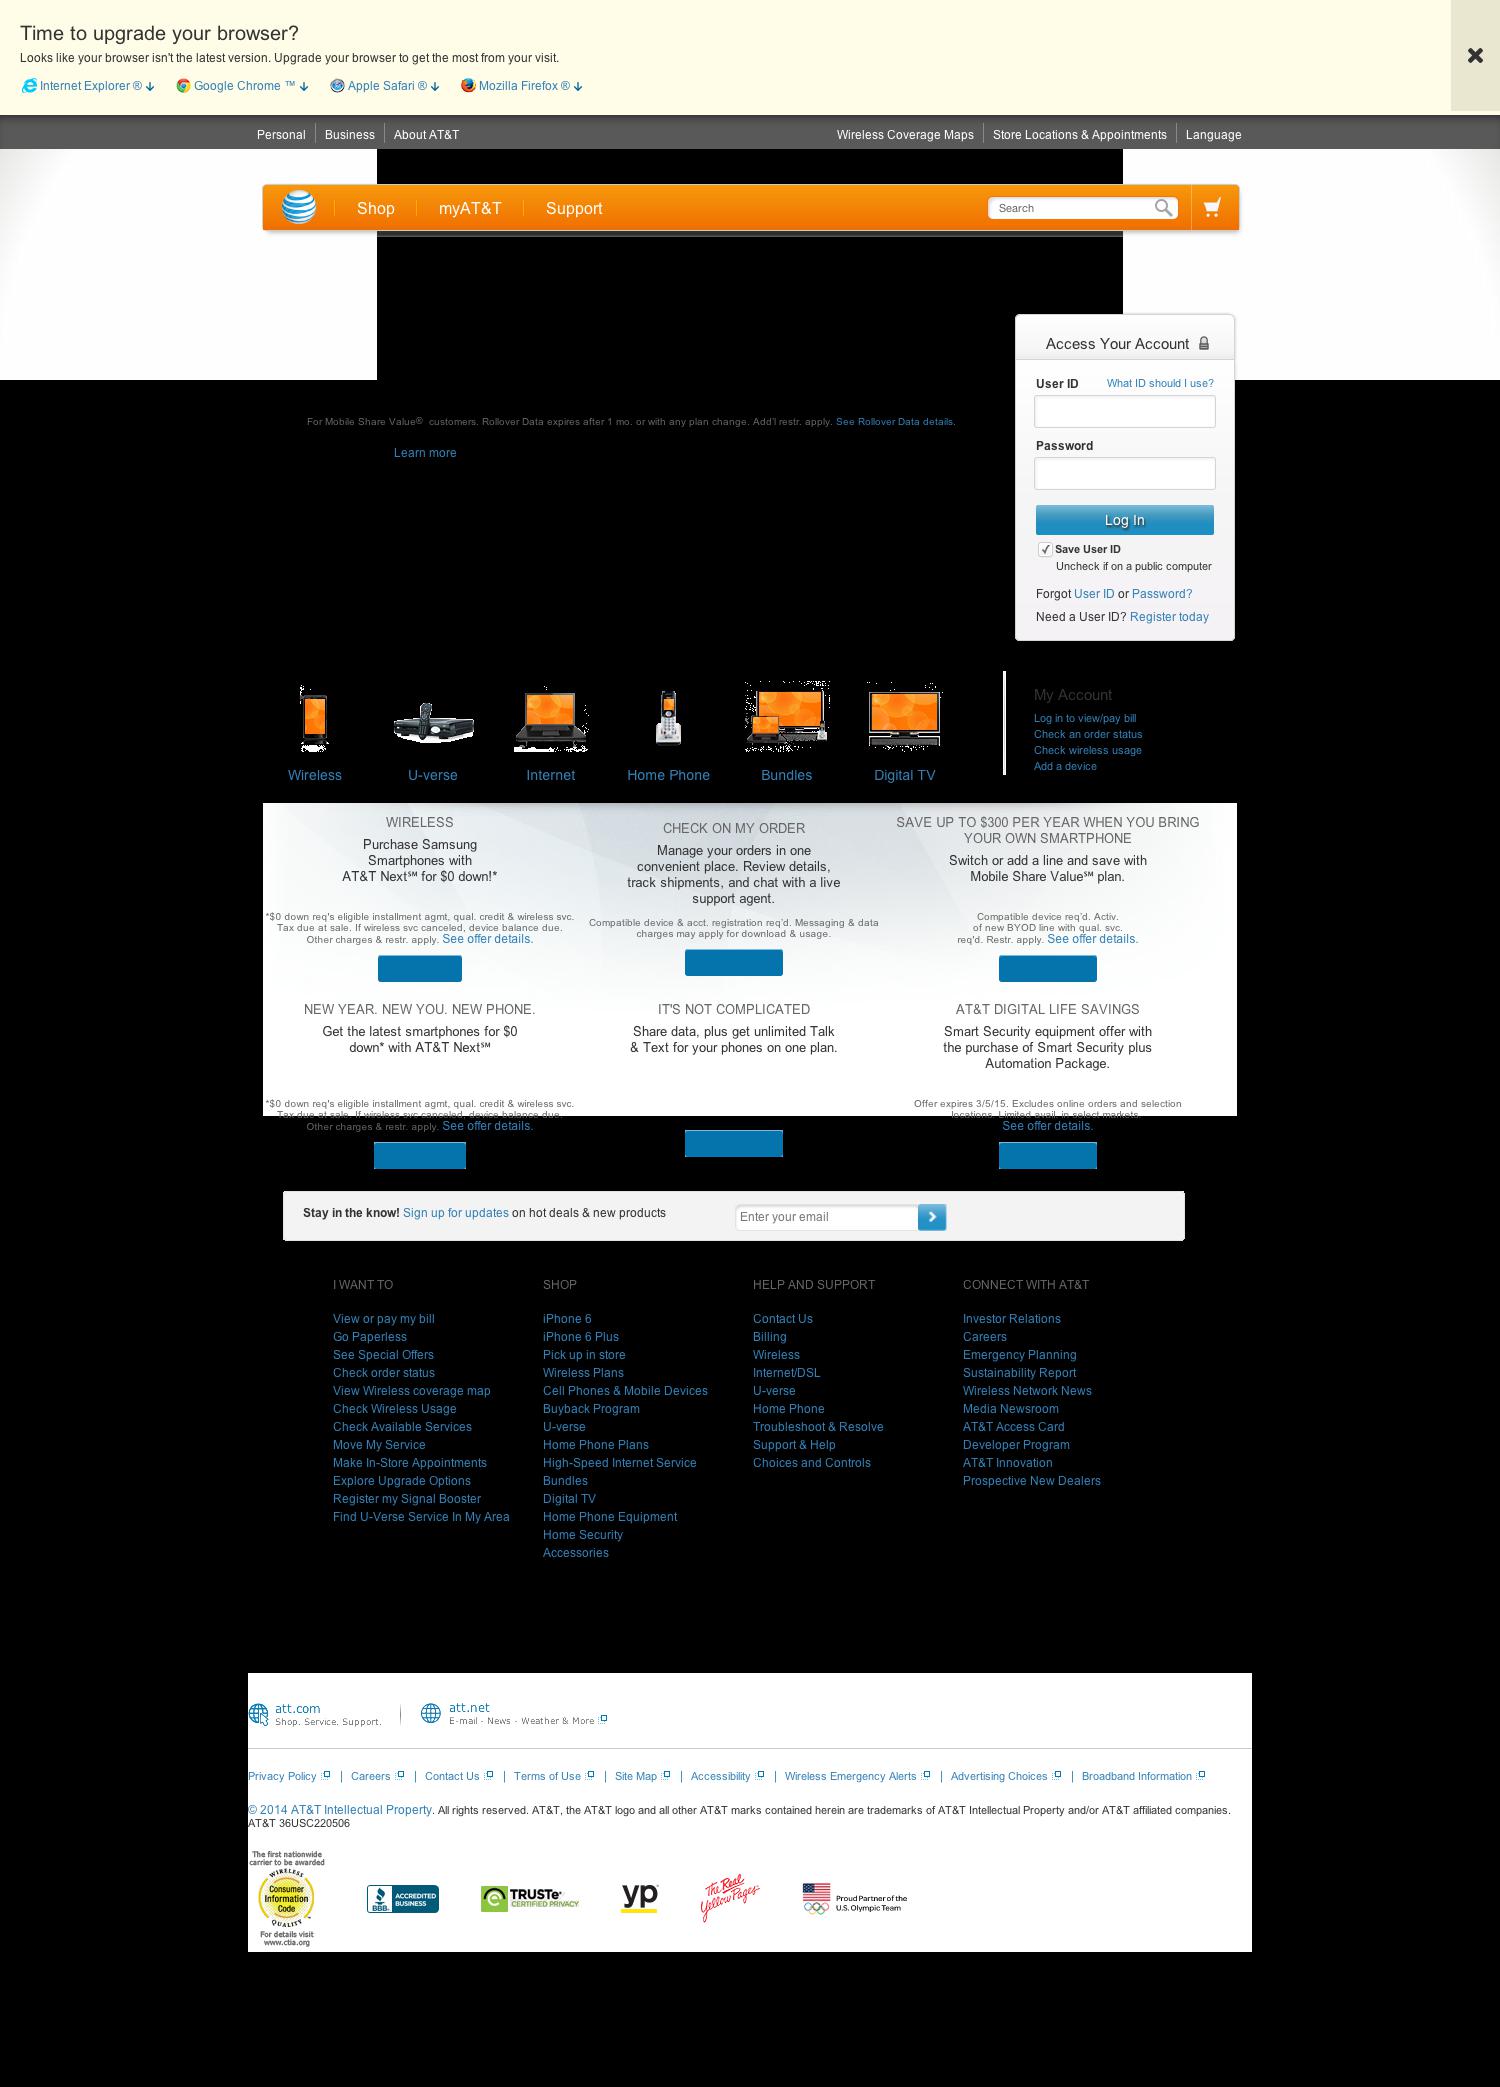 Time to upgrade your browser?
Looks like your browser isn't the latest version. Upgrade your browser to get the most from your visit.
Internet Explorer ® Google Chrome ™ Apple Safari ® Mozilla Firefox ®
Personal Business About AT&T Wireless Coverage Maps Store Locations & Appointments Language
Shop myAT&T Support Search
Access Your Account
User ID What ID should I use?
Password
Log In
Save User ID
Uncheck if on a public computer
Forgot User ID or Password?
Need a User ID? Register today
For Mobile Share Value® customers. Rollover Data expires after 1 mo. or with any plan change. Add'l restr. apply. See Rollover Data details.
Learn more
Wireless U-verse Internet Home Phone Bundles Digital TV
My Account
Log in to view/pay bill
Check an order status
Check wireless usage
Add a device
WIRELESS
Purchase Samsung
Smartphones with
AT&T Next℠ for $0 down!*
*$0 down req's eligible installment agmt, qual. credit & wireless svc.
Tax due at sale. If wireless svc canceled, device balance due.
Other charges & restr. apply. See offer details.
CHECK ON MY ORDER
Manage your orders in one
convenient place. Review details,
track shipments, and chat with a live
support agent.
Compatible device & acct. registration req'd. Messaging & data
charges may apply for download & usage.
SAVE UP TO $300 PER YEAR WHEN YOU BRING
YOUR OWN SMARTPHONE
Switch or add a line and save with
Mobile Share Value℠ plan.
Compatible device req'd. Activ.
of new BYOD line with qual. svc.
req'd. Restr. apply. See offer details.
NEW YEAR. NEW YOU. NEW PHONE.
Get the latest smartphones for $0
down* with AT&T Next℠
*$0 down req's eligible installment agmt, qual. credit & wireless svc.
Tax due at sale. If wireless svc canceled, device balance due.
Other charges & restr. apply. See offer details.
IT'S NOT COMPLICATED
Share data, plus get unlimited Talk
& Text for your phones on one plan.
AT&T DIGITAL LIFE SAVINGS
Smart Security equipment offer with
the purchase of Smart Security plus
Automation Package.
Offer expires 3/5/15. Excludes online orders and selection
locations. Limited avail. in select markets.
See offer details.
Stay in the know! Sign up for updates on hot deals & new products Enter your email
I WANT TO
View or pay my bill
Go Paperless
See Special Offers
Check order status
View Wireless coverage map
Check Wireless Usage
Check Available Services
Move My Service
Make In-Store Appointments
Explore Upgrade Options
Register my Signal Booster
Find U-Verse Service In My Area
SHOP
iPhone 6
iPhone 6 Plus
Pick up in store
Wireless Plans
Cell Phones & Mobile Devices
Buyback Program
U-verse
Home Phone Plans
High-Speed Internet Service
Bundles
Digital TV
Home Phone Equipment
Home Security
Accessories
HELP AND SUPPORT
Contact Us
Billing
Wireless
Internet/DSL
U-verse
Home Phone
Troubleshoot & Resolve
Support & Help
Choices and Controls
CONNECT WITH AT&T
Investor Relations
Careers
Emergency Planning
Sustainability Report
Wireless Network News
Media Newsroom
AT&T Access Card
Developer Program
AT&T Innovation
Prospective New Dealers
att.com
Shop. Service. Support.
att.net
E-mail - News - Weather & More
Privacy Policy Careers Contact Us Terms of Use Site Map Accessibility Wireless Emergency Alerts Advertising Choices Broadband Information
© 2014 AT&T Intellectual Property. All rights reserved. AT&T, the AT&T logo and all other AT&T marks contained herein are trademarks of AT&T Intellectual Property and/or AT&T affiliated companies.
AT&T 36USC220506
The first nationwide
carrier to be awarded
WIRELESS
Consumer
Information
Code
QUALITY
For details visit
www.ctia.org
BBB. ACCREDITED
BUSINESS
TRUSTe
CERTIFIED PRIVACY
yp
The Real
Yellow Pages
Proud Partner of the
U.S. Olympic Team